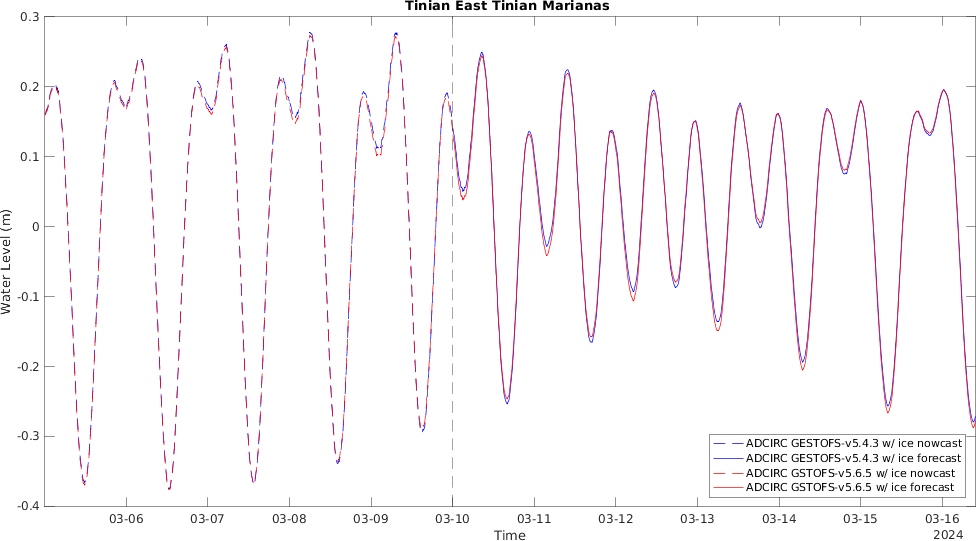 Tinian East Tinian Marianas
Water Level (m)
0.3
0.2
0.1
0
-0.1
-0.2
-0.3
-0.4
ADCIRC GESTOFS-v5.4.3 w/ ice nowcast
ADCIRC GESTOFS-v5.4.3 w/ ice forecast
ADCIRC GSTOFS-v5.6.5 w/ ice nowcast
ADCIRC GSTOFS-v5.6.5 w/ ice forecast
03-06 03-07 03-08 03-09 03-10 03-11 03-12 03-13 03-14 03-15 03-16
Time
2024